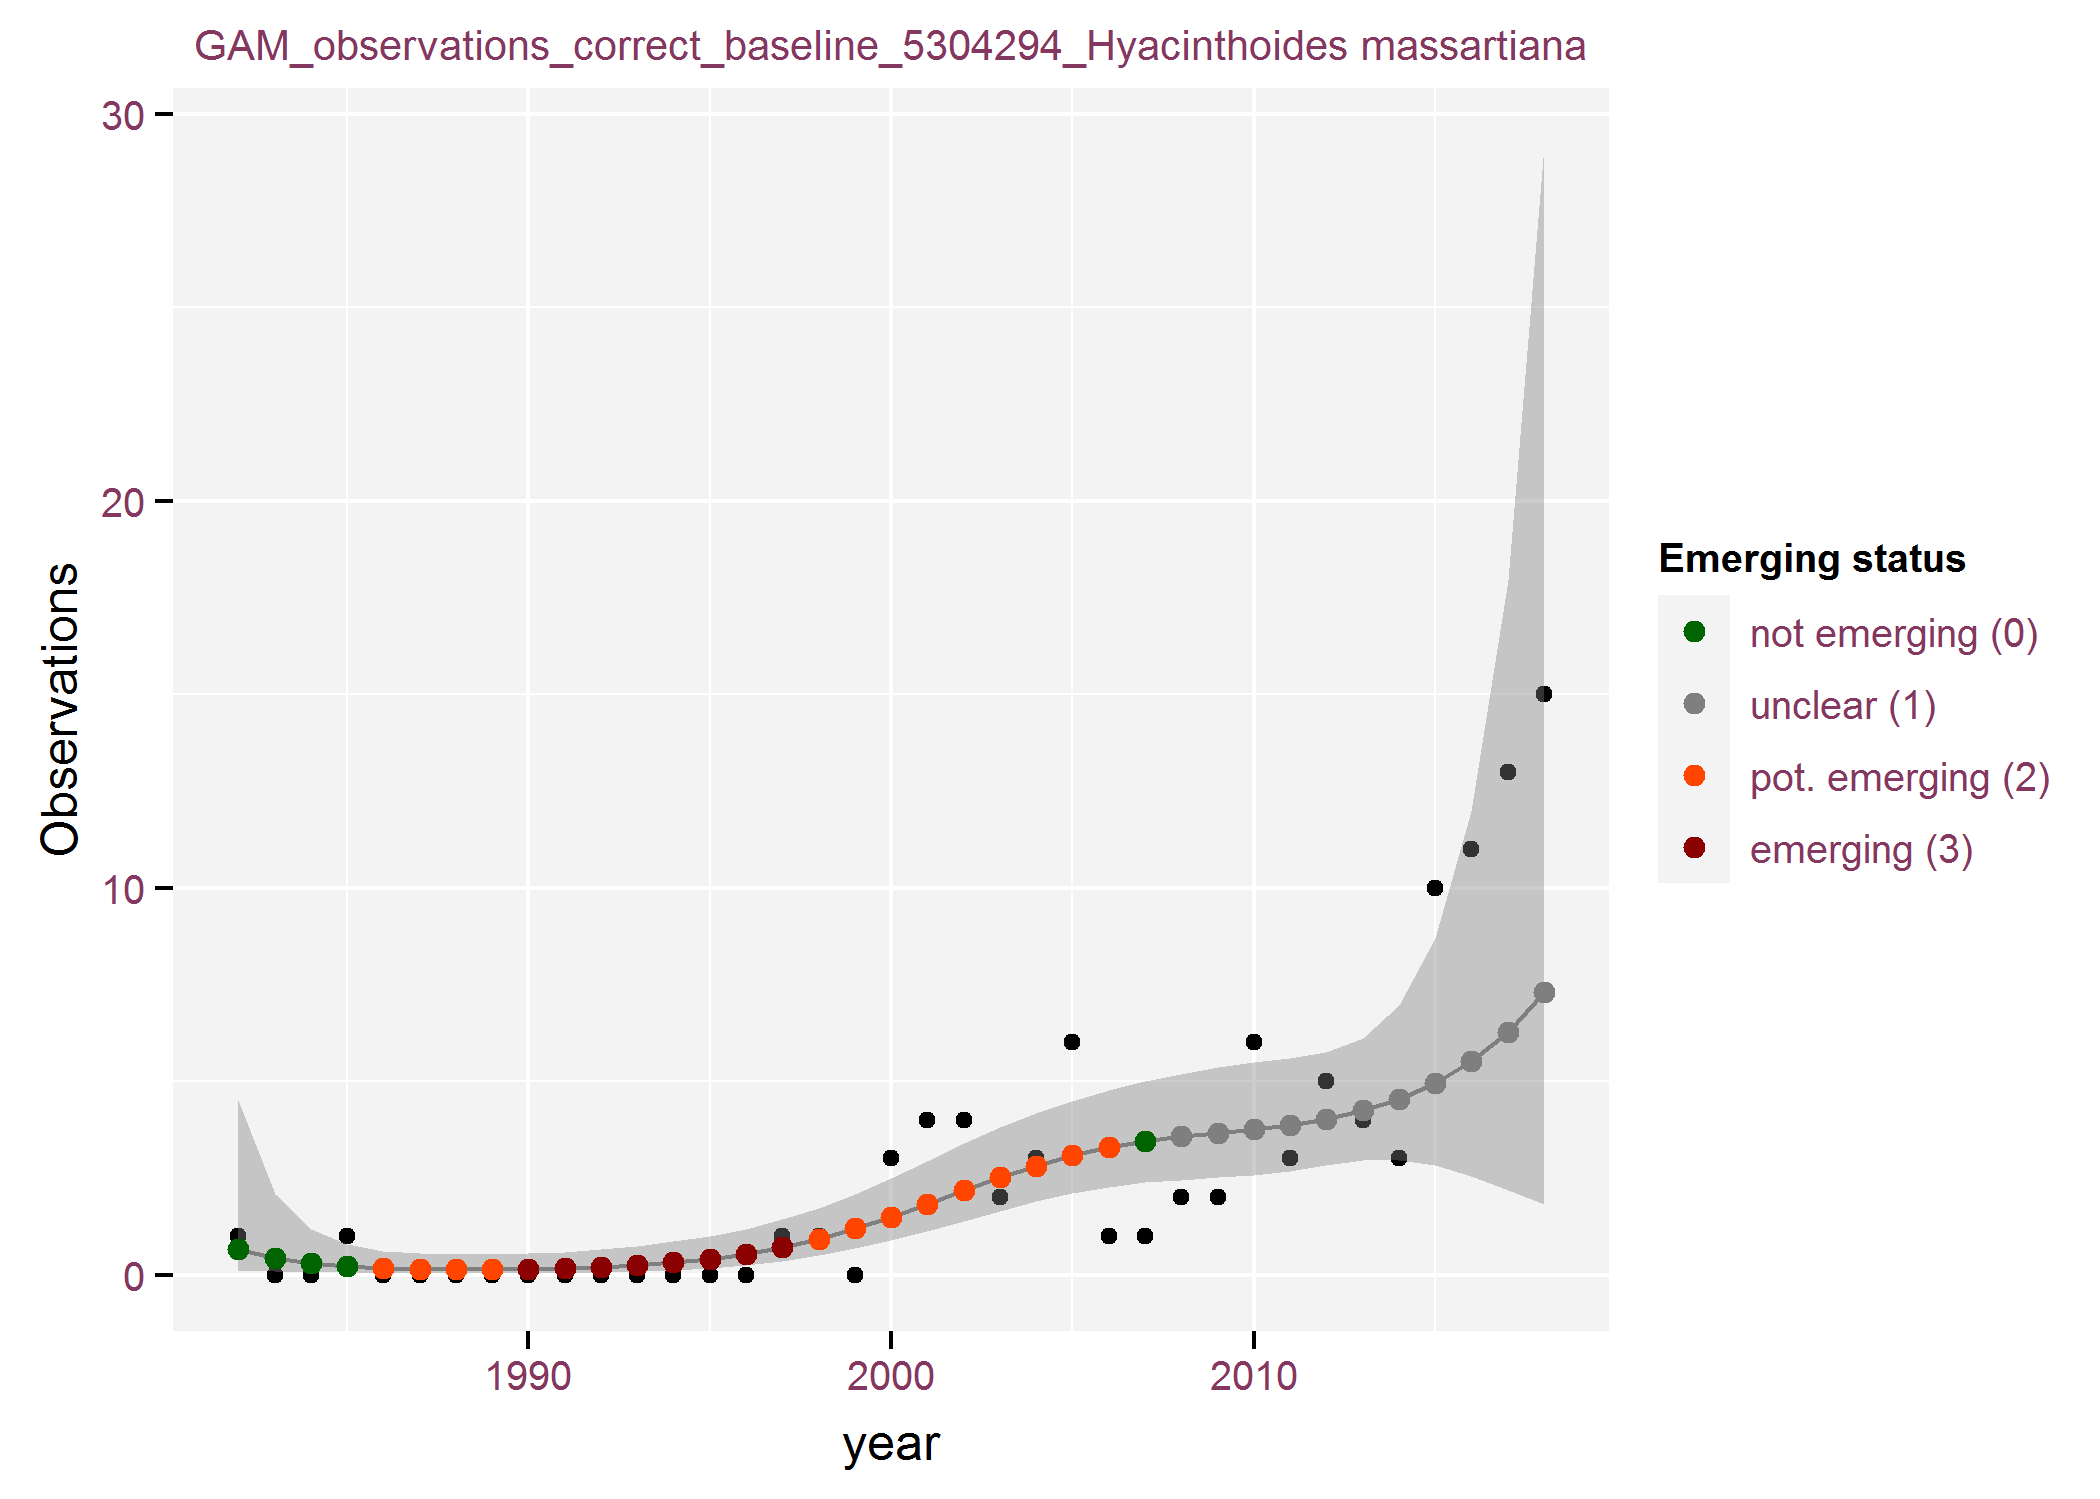 GAM_observations_correct_baseline_5304294_Hyacinthoides massartiana
30
20
10
0
Observations
1990
2000
2010
year
Emerging status
not emerging (0)
unclear (1)
pot. emerging (2)
emerging (3)